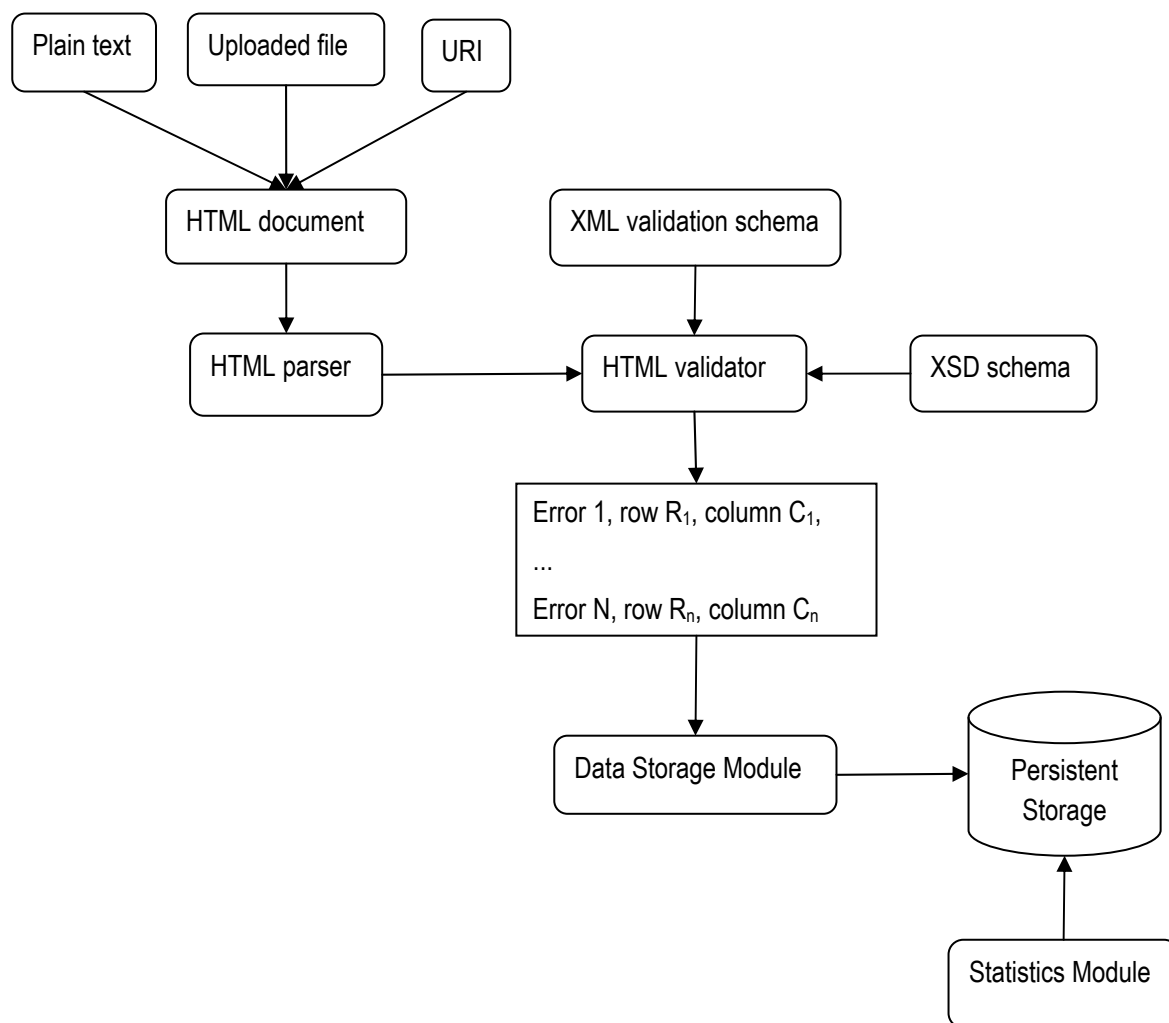 Plain text
Uploaded file
URI
HTML document
XML validation schema
HTML parser
HTML validator
XSD schema
Error 1, row R₁, column C₁,
...
Error N, row Rₙ, column Cₙ
Data Storage Module
Persistent
Storage
Statistics Module